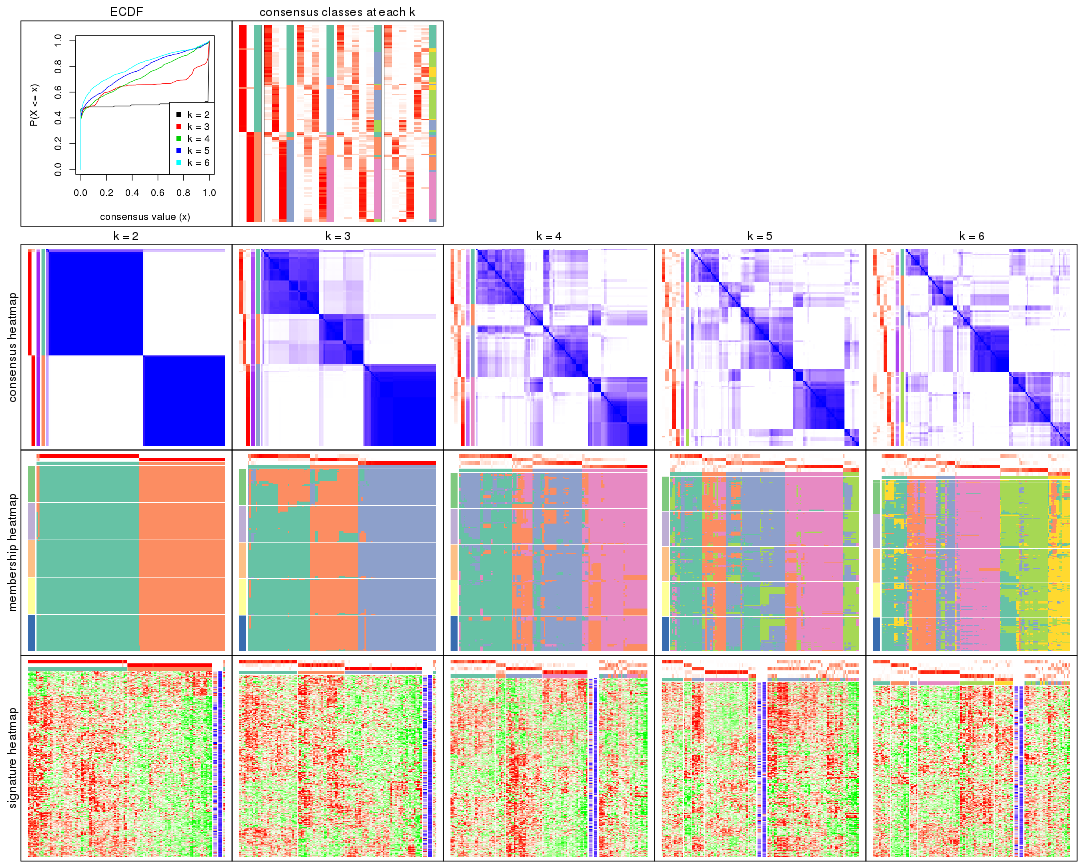 ECDF
consensus classes at each k
P(X <= x)
0.0 0.2 0.4 0.6 0.8 1.0
k = 2
k = 3
k = 4
k = 5
k = 6
0.0 0.2 0.4 0.6 0.8 1.0
consensus value (x)
k = 2
k = 3
k = 4
k = 5
k = 6
consensus heatmap
membership heatmap
signature heatmap